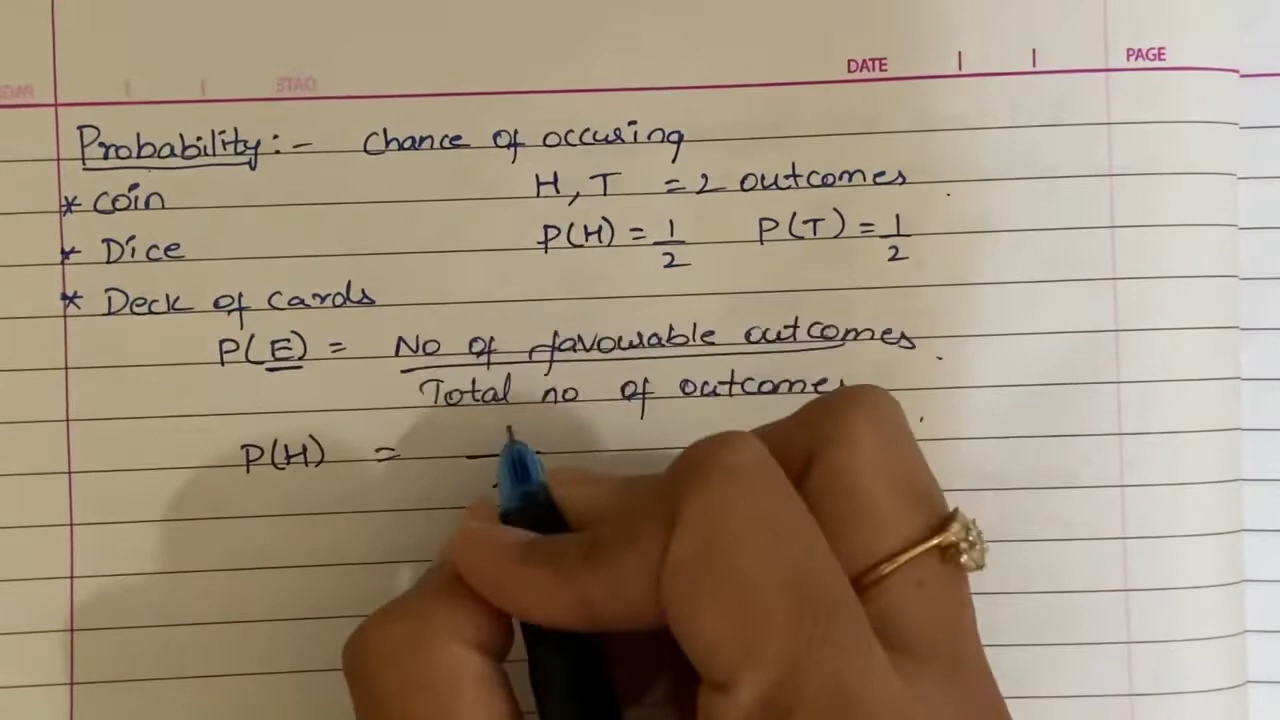 DATE
PAGE
Probability:- Chance of occuring
* Coin H, T = 2 outcomes
* Dice P(H) = 1/2 P(T) = 1/2
* Deck of cards
P(E) = No of favourable outcomes
Total no of outcomes
P(H) =